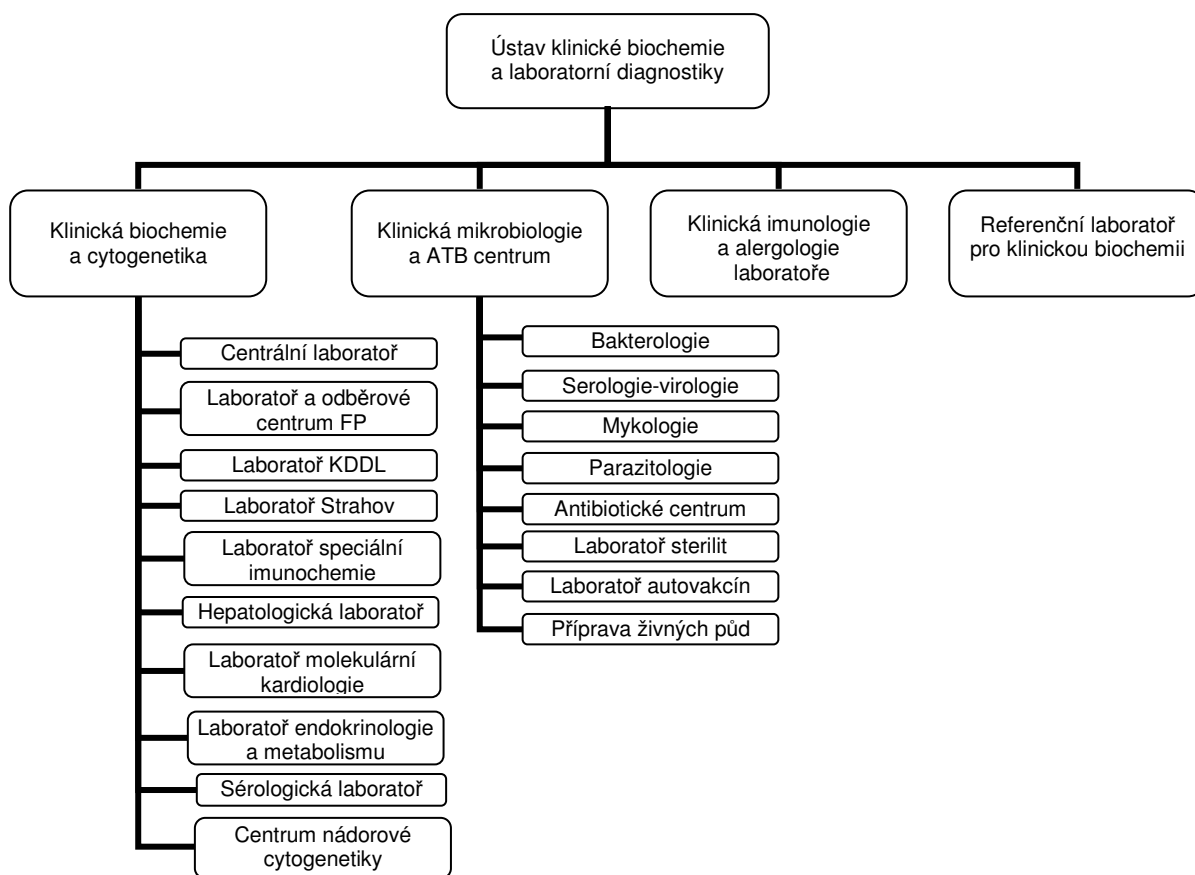 Ústav klinické biochemie
a laboratorní diagnostiky
Klinická biochemie
a cytogenetika
Klinická mikrobiologie
a ATB centrum
Klinická imunologie
a alergologie
laboratoře
Referenční laboratoř
pro klinickou biochemii
Centrální laboratoř
Laboratoř a odběrové
centrum FP
Laboratoř KDDL
Laboratoř Strahov
Laboratoř speciální
imunochemie
Hepatologická laboratoř
Laboratoř molekulární
kardiologie
Laboratoř endokrinologie
a metabolismu
Sérologická laboratoř
Centrum nádorové
cytogenetiky
Bakterologie
Serologie-virologie
Mykologie
Parazitologie
Antibiotické centrum
Laboratoř sterilit
Laboratoř autovakcín
Příprava živných půd